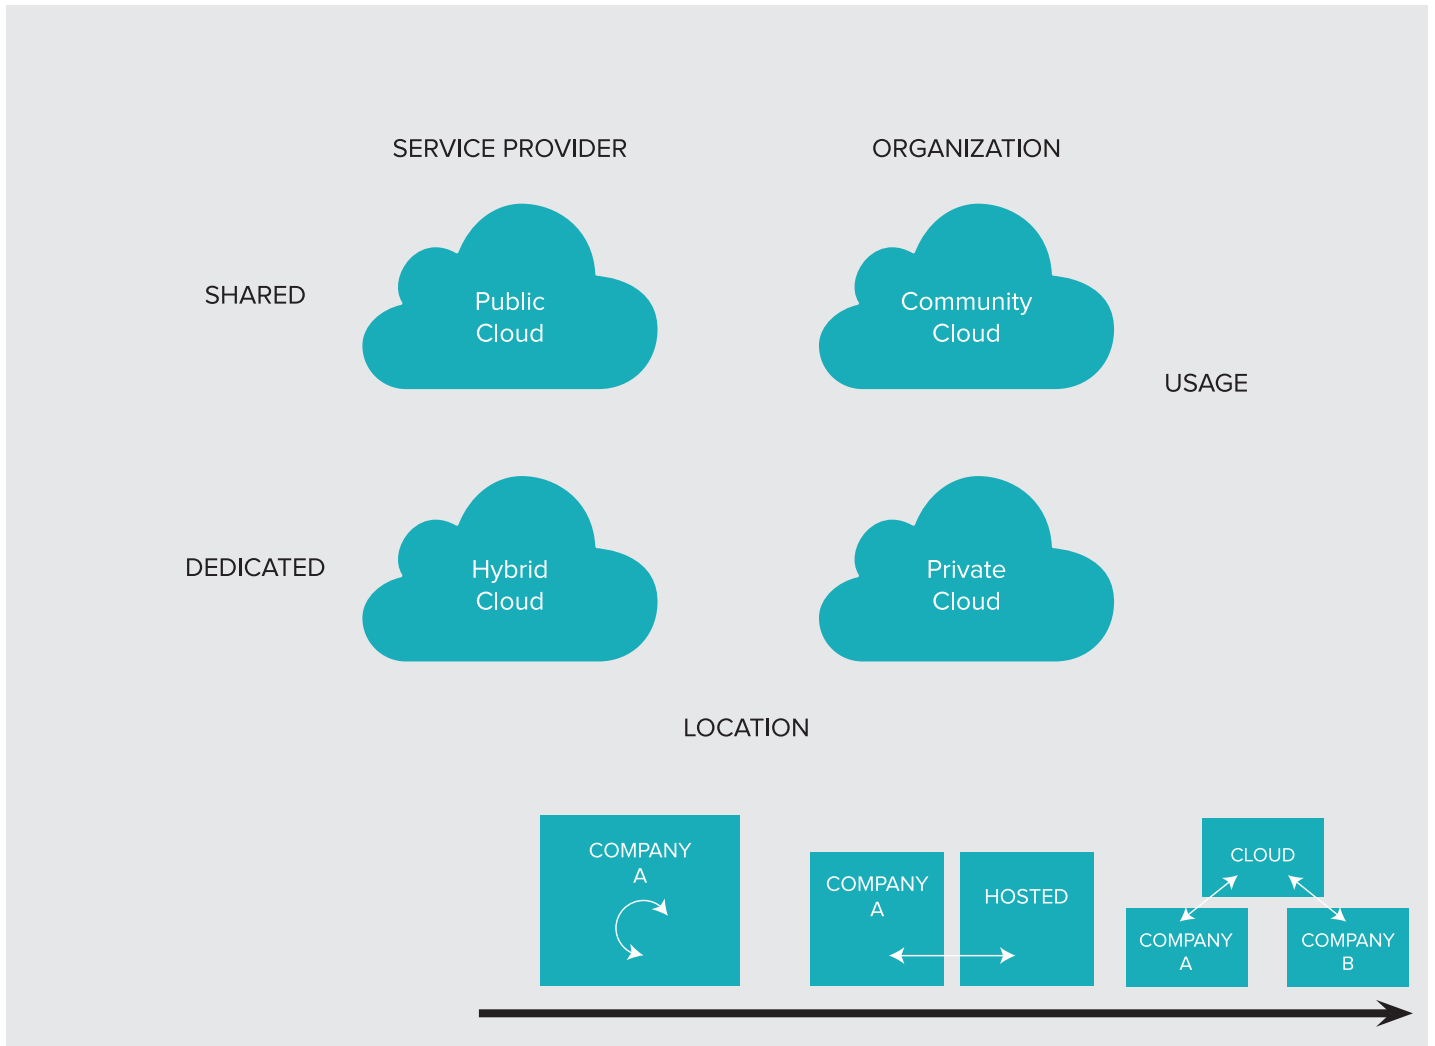 SERVICE PROVIDER
ORGANIZATION
SHARED
Public
Cloud
Community
Cloud
USAGE
DEDICATED
Hybrid
Cloud
Private
Cloud
LOCATION
COMPANY
A
COMPANY
A
HOSTED
CLOUD
COMPANY
A
COMPANY
B